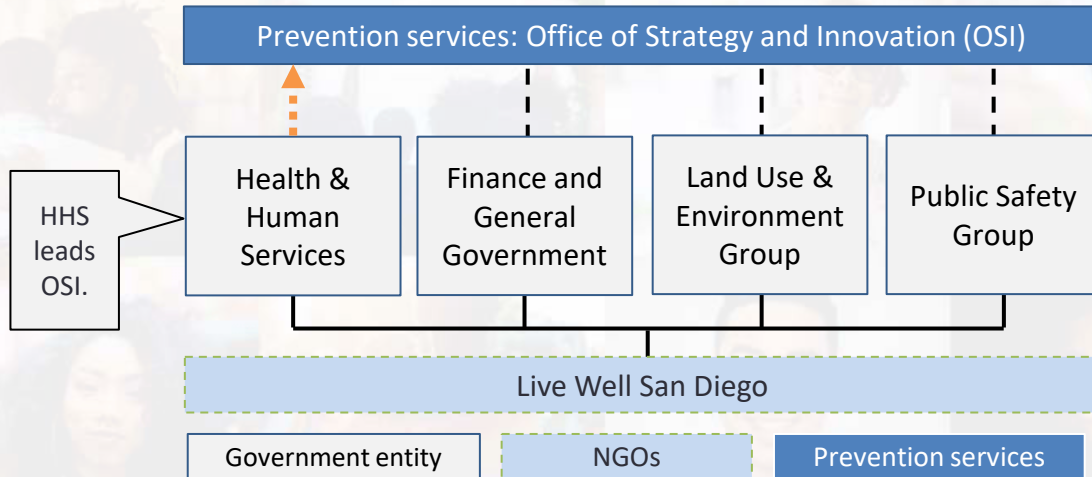 Prevention services: Office of Strategy and Innovation (OSI)
HHS
leads
OSI.
Health &
Human
Services
Finance and
General
Government
Land Use &
Environment
Group
Public Safety
Group
Live Well San Diego
Government entity
NGOs
Prevention services